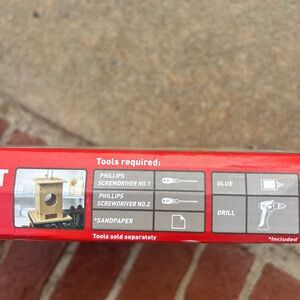 T
Tools required:
PHILLIPS
SCREWDRIVER NO.1
PHILLIPS
SCREWDRIVER NO.2
*SANDPAPER
GLUE
DRILL
Tools sold separately
*Included